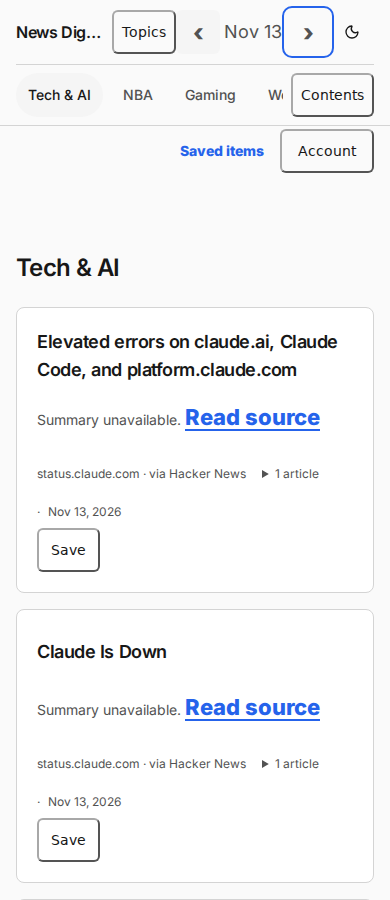 News Dig...
Topics
‹
Nov 13
›
Tech & AI
NBA
Gaming
Contents
Saved items
Account
Tech & AI
Elevated errors on claude.ai, Claude
Code, and platform.claude.com
Summary unavailable. Read source
status.claude.com · via Hacker News ▶ 1 article
· Nov 13, 2026
Save
Claude Is Down
Summary unavailable. Read source
status.claude.com · via Hacker News ▶ 1 article
· Nov 13, 2026
Save